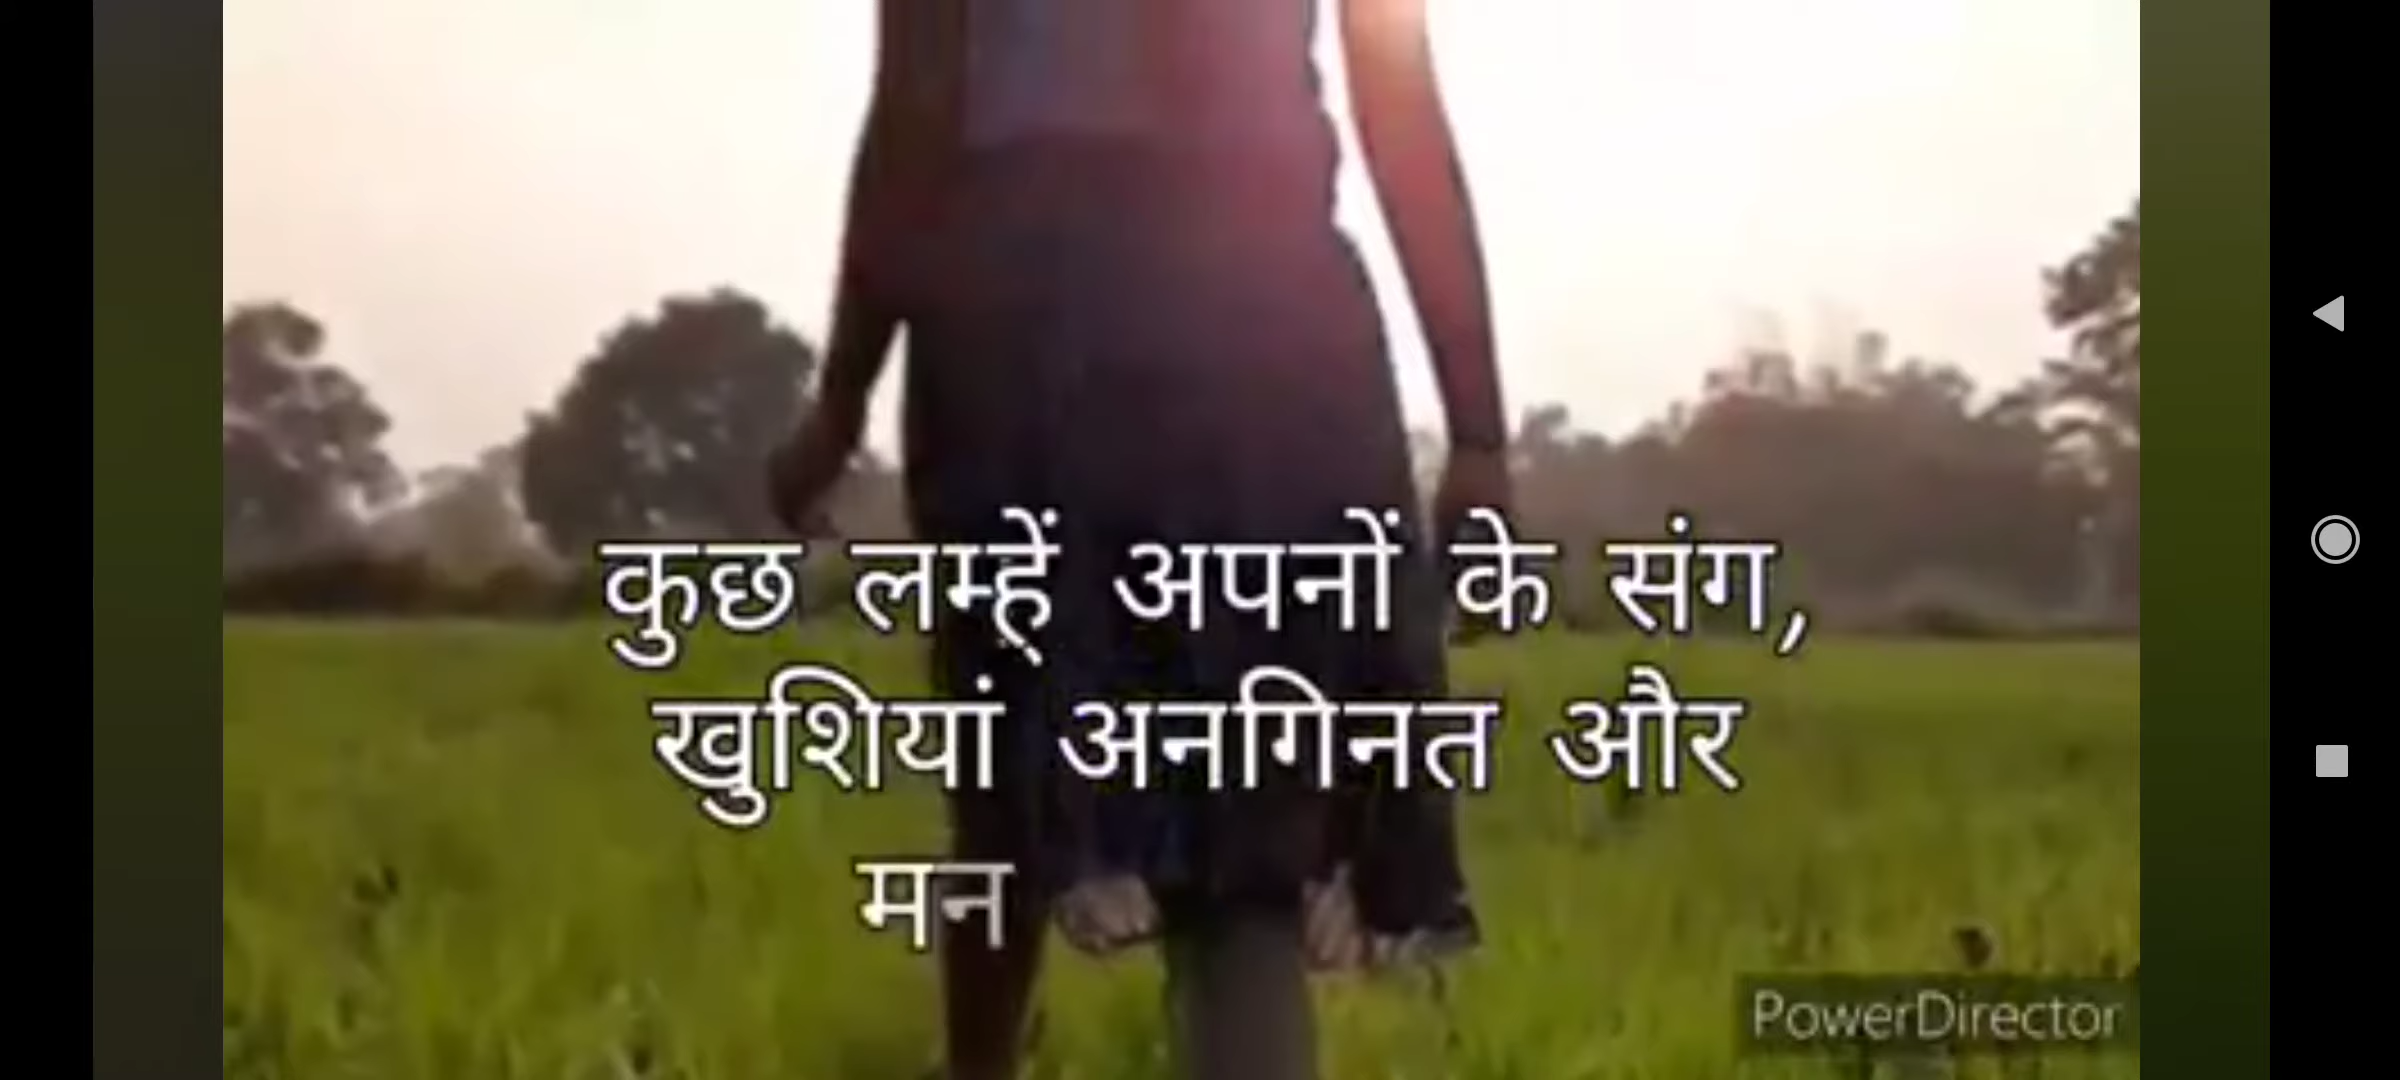 कुछ लम्हें अपनों के संग,
खुशियां अनगिनत और
मन
PowerDirector